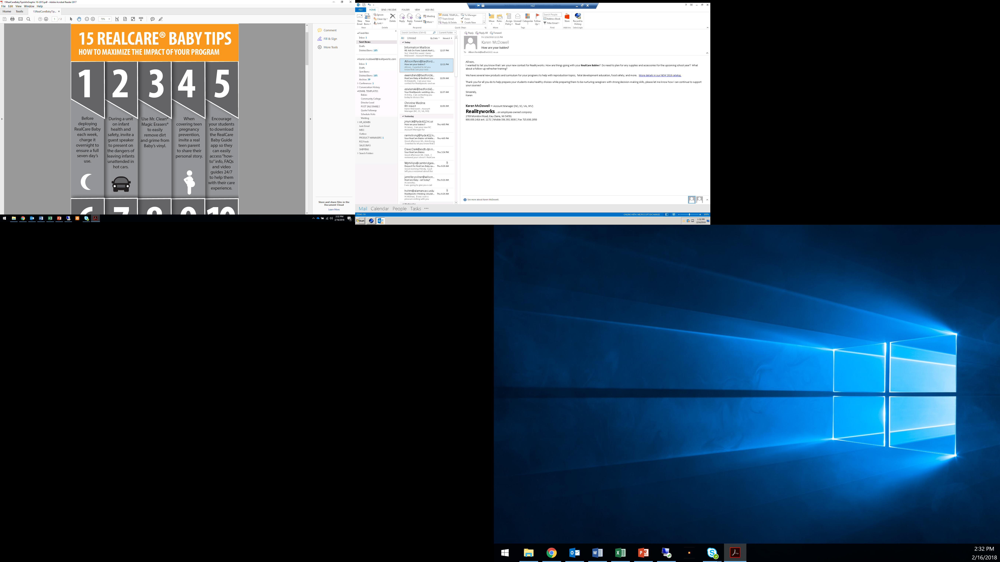 15RealCareBabyTipsInfoGraphic 10-2015.pdf - Adobe Acrobat Reader 2017
File Edit View Window Help
Home Tools 15RealCareBabyTip... ×
1 / 2 75%
15 REALCARE® BABY TIPS
HOW TO MAXIMIZE THE IMPACT OF YOUR PROGRAM
1
Before
deploying
RealCare Baby
each week,
charge it
overnight to
ensure a full
seven day's
use.
2
During a unit
on infant
health and
safety, invite a
guest speaker
to present on
the dangers of
leaving infants
unattended in
hot cars.
3
Use Mr. Clean®
Magic Erasers®
to easily
remove dirt
and grime from
Baby's vinyl.
4
When
covering teen
pregnancy
prevention,
invite a real
teen parent
to share their
personal story.
5
Encourage
your students
to download
the RealCare
Baby Guide
app so they
can easily
access "how-
to" info, FAQs
and video
guides 24/7
to help them
with their care
experience.
6 7 8 9 10
Comment
Fill & Sign
More Tools
Store and share files in the
Document Cloud
Learn More
2:32 PM
2/16/2018
rd2
FILE HOME SEND / RECEIVE FOLDER VIEW ADD-INS
New
Email
New
Items
New
Ignore
Clean Up
Junk
Delete
Delete
Reply
Reply
All
Forward
Meeting
More
Respond
EMAIL TEMPLA...
Team Email
Reply & Delete
To Manager
Done
Create New
Quick Steps
Move
Rules
Move
Assign
Policy
Unread/
Read
Categorize
Follow
Up
Tags
Search People
Address Book
Filter Email
Find
Store
Add-ins
Record to
History
SalesLogix
Favorites
Inbox 1
Sent Items
Drafts
Deleted Items 105
karen.mcdowell@realityworks.com
Inbox 1
Drafts
Sent Items
Deleted Items 105
Archive 39
Conferences 1
Conversation History
EMAIL TEMPLATES
Babies
Community College
Director Level
POST SALE EMAILS
Quote Followup
Schedule Visits
Welding
HR_ADMIN
Junk Email
MISC
Outbox
PRODUCT MANAGERS 1
RSS Feeds
SALES INFO
SHIPPING
Search Folders
Search Sent Items (Ctrl+E) Current Folder
All Unread By Date Newest
Today
Information Mailbox
RE: Act-On Form Submit Alert (... 12:37 PM
Yes! Went this week! Karen
McDowell – Account Manager
Allison.Revis@bedford....
How are your babies? 12:21 PM
Allison, I wanted to let you
know that I am your new
ewendland@bedford.k...
RealCare Baby at Bedford Scie... 11:50 AM
Hi Elizabeth, I am your new
contact for Realityworks and am
ezielenski@bedford.k1...
Your Realityworks welding sim... 11:37 AM
Hi Erika, I am contacting you
today to discuss the
Christine Medina
BES request 11:06 AM
Karen McDowell – Account
Manager (NC, SC, VA, WV)
Yesterday
jmyrick@hyde.k12.nc.us
How are your babies? Thu 4:05 PM
Hi James, I am your new NC
Account Manager for
rarmstrong@hyde.k12.n...
Your RealCare Babies at Matta... Thu 4:05 PM
Good afternoon Ms. Armstrong,
I wanted to let you know that I
Dave.Clark@esdb.dpi.n...
Your RealCare Babies Thu 3:36 PM
Good afternoon Mr. Clark, I
reviewed your school's RealCare
Wphillips@cambridgea...
Request for RealCare Baby qu... Thu 9:28 AM
Good morning Wendy, I just
left you a voicemail about the
jennifer.polner@wilson...
RealCare Baby - call today? Thu 9:26 AM
Hi Jennifer,
I was going to give you a call
holtm@alamancecc.edu
Realityworks Welding simulat... Thu 8:28 AM
Hi Michael, It was such a
pleasure visiting with you
Wednesday
Reply Reply All Forward
Fri 2/16/2018 12:21 PM
Karen McDowell
How are your babies?
To Allison.Revis@bedford.k12.va.us
Allison,
I wanted to let you know that I am your new contact for Realityworks. How are things going with your RealCare Babies? Do need to plan for any supplies and accessories for the upcoming school year? What
about a follow-up refresher training?
We have several new products and curriculum for your programs to help with reproduction topics, fetal development education, food safety, and more. More details in our NEW 2018 catalog.
Thank you for all you do to help prepare your students make healthy choices while preparing them to be nurturing caregivers with strong decision-making skills, please let me know how I can continue to support
your courses!
Sincerely,
Karen
Karen McDowell – Account Manager (NC, SC, VA, WV)
Realityworks ...an employee-owned company
2709 Mondovi Road, Eau Claire, WI 54701
800.830.1416 ext. 1172 | Mobile 336.392.3030 | Fax 715.830.2050
See more about Karen McDowell.
Mail Calendar People Tasks ...
ITEMS: 58 ONLINE WITH: MICROSOFT EXCHANGE 100%
Start
1:32 PM
2/16/2018
2:32 PM
2/16/2018